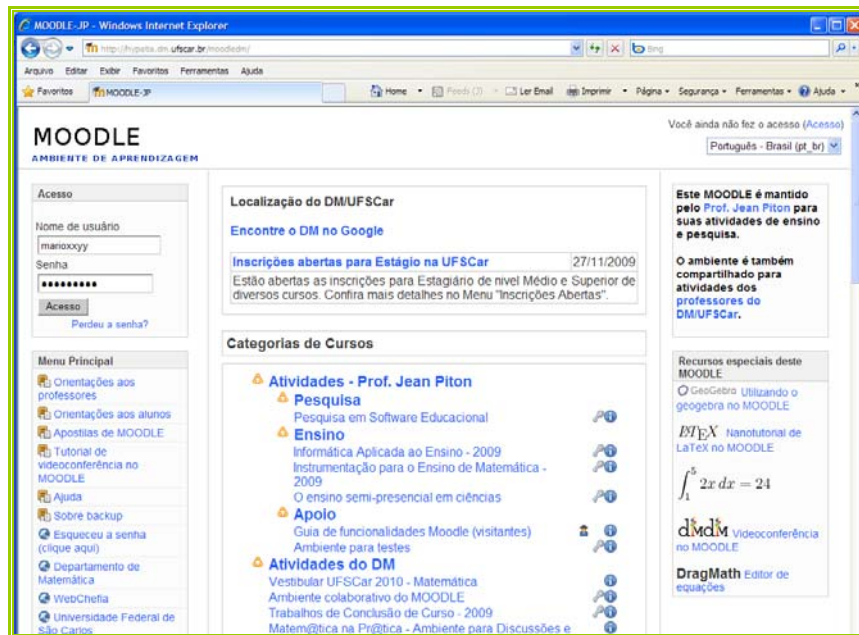 MOODLE-JP - Windows Internet Explorer
http://hypatia.dm.ufscar.br/moodledm/
Bing
Arquivo Editar Exibir Favoritos Ferramentas Ajuda
Favoritos
MOODLE-JP
Home
Feeds (J)
Ler Email
Imprimir
Página
Segurança
Ferramentas
Ajuda
MOODLE
AMBIENTE DE APRENDIZAGEM
Você ainda não fez o acesso (Acesso)
Português - Brasil (pt_br)
Acesso
Nome de usuário
marioxxyy
Senha
•••••••••
Acesso
Perdeu a senha?
Menu Principal
Orientações aos
professores
Orientações aos alunos
Apostilas de MOODLE
Tutorial de
videoconferência no
MOODLE
Ajuda
Sobre backup
Esqueceu a senha
(clique aqui)
Departamento de
Matemática
WebChefia
Universidade Federal de
São Carlos
Localização do DM/UFSCar
Encontre o DM no Google
Inscrições abertas para Estágio na UFSCar 27/11/2009
Estão abertas as inscrições para Estagiário de nivel Médio e Superior de
diversos cursos. Confira mais detalhes no Menu "Inscrições Abertas".
Categorias de Cursos
Atividades - Prof. Jean Piton
Pesquisa
Pesquisa em Software Educacional
Ensino
Informática Aplicada ao Ensino - 2009
Instrumentação para o Ensino de Matemática -
2009
O ensino semi-presencial em ciências
Apoio
Guia de funcionalidades Moodle (visitantes)
Ambiente para testes
Atividades do DM
Vestibular UFSCar 2010 - Matemática
Ambiente colaborativo do MOODLE
Trabalhos de Conclusão de Curso - 2009
Matem@tica na Pr@tica - Ambiente para Discussões e
Este MOODLE é mantido
pelo Prof. Jean Piton para
suas atividades de ensino
e pesquisa.
O ambiente é também
compartilhado para
atividades dos
professores do
DM/UFSCar.
Recursos especiais deste
MOODLE
GeoGebra Utilizando o
geogebra no MOODLE
LATEX Nanotutorial de
LaTeX no MOODLE
∫₁⁵ 2x dx = 24
dimdim Videoconferência
no MOODLE
DragMath Editor de
equações